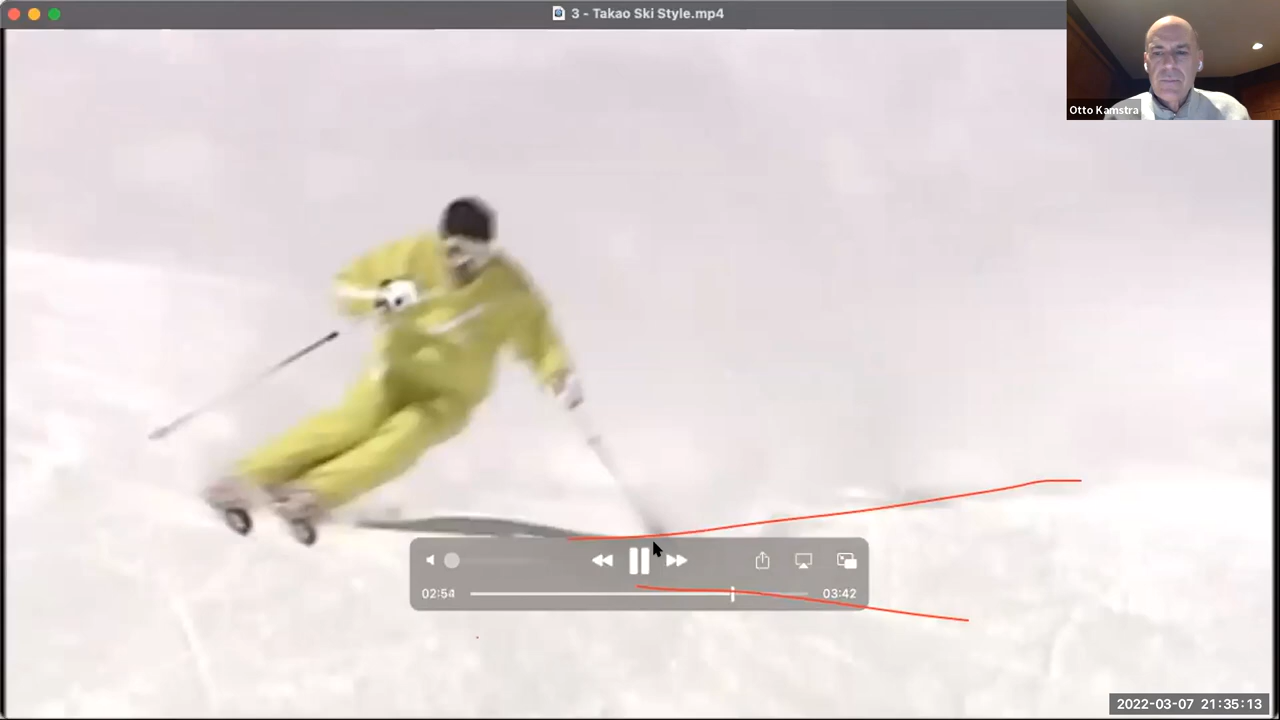 3 - Takao Ski Style.mp4
Otto Kamstra
02:54
03:42
2022-03-07 21:35:13